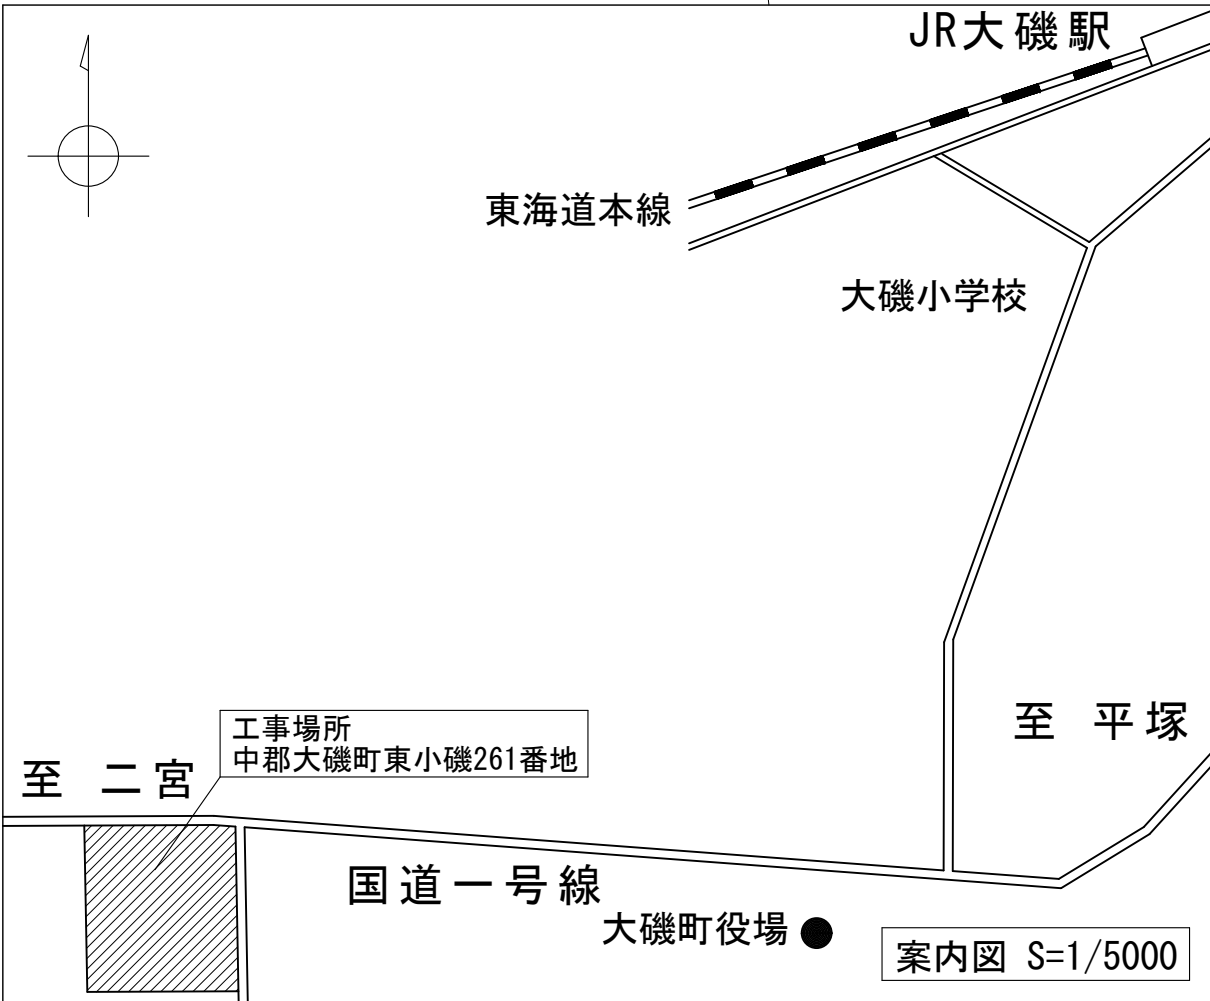 JR大磯駅
東海道本線
大磯小学校
至 平塚
工事場所
中郡大磯町東小磯261番地
至 二宮
国道一号線
大磯町役場
案内図 S=1/5000